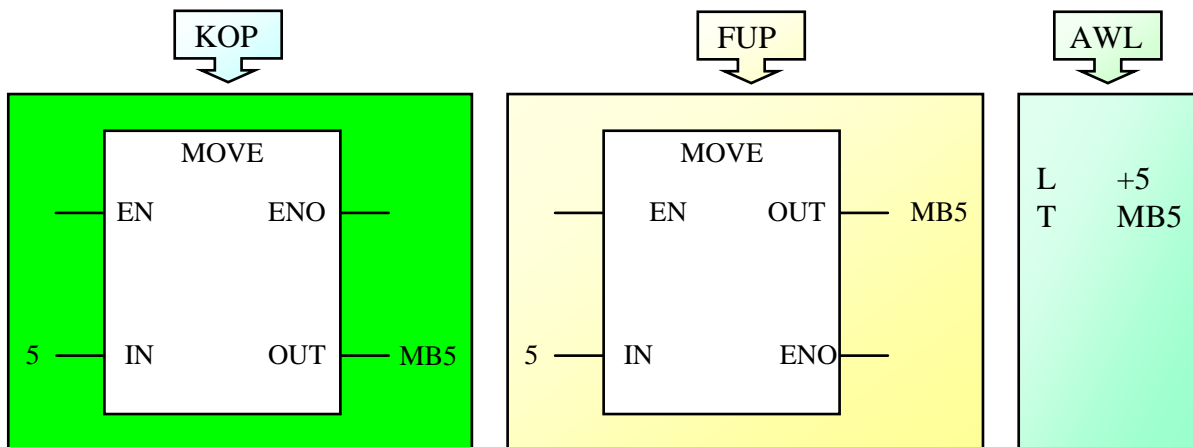 KOP
FUP
AWL
MOVE
EN ENO
5 IN OUT MB5
MOVE
EN OUT MB5
5 IN ENO
L +5
T MB5